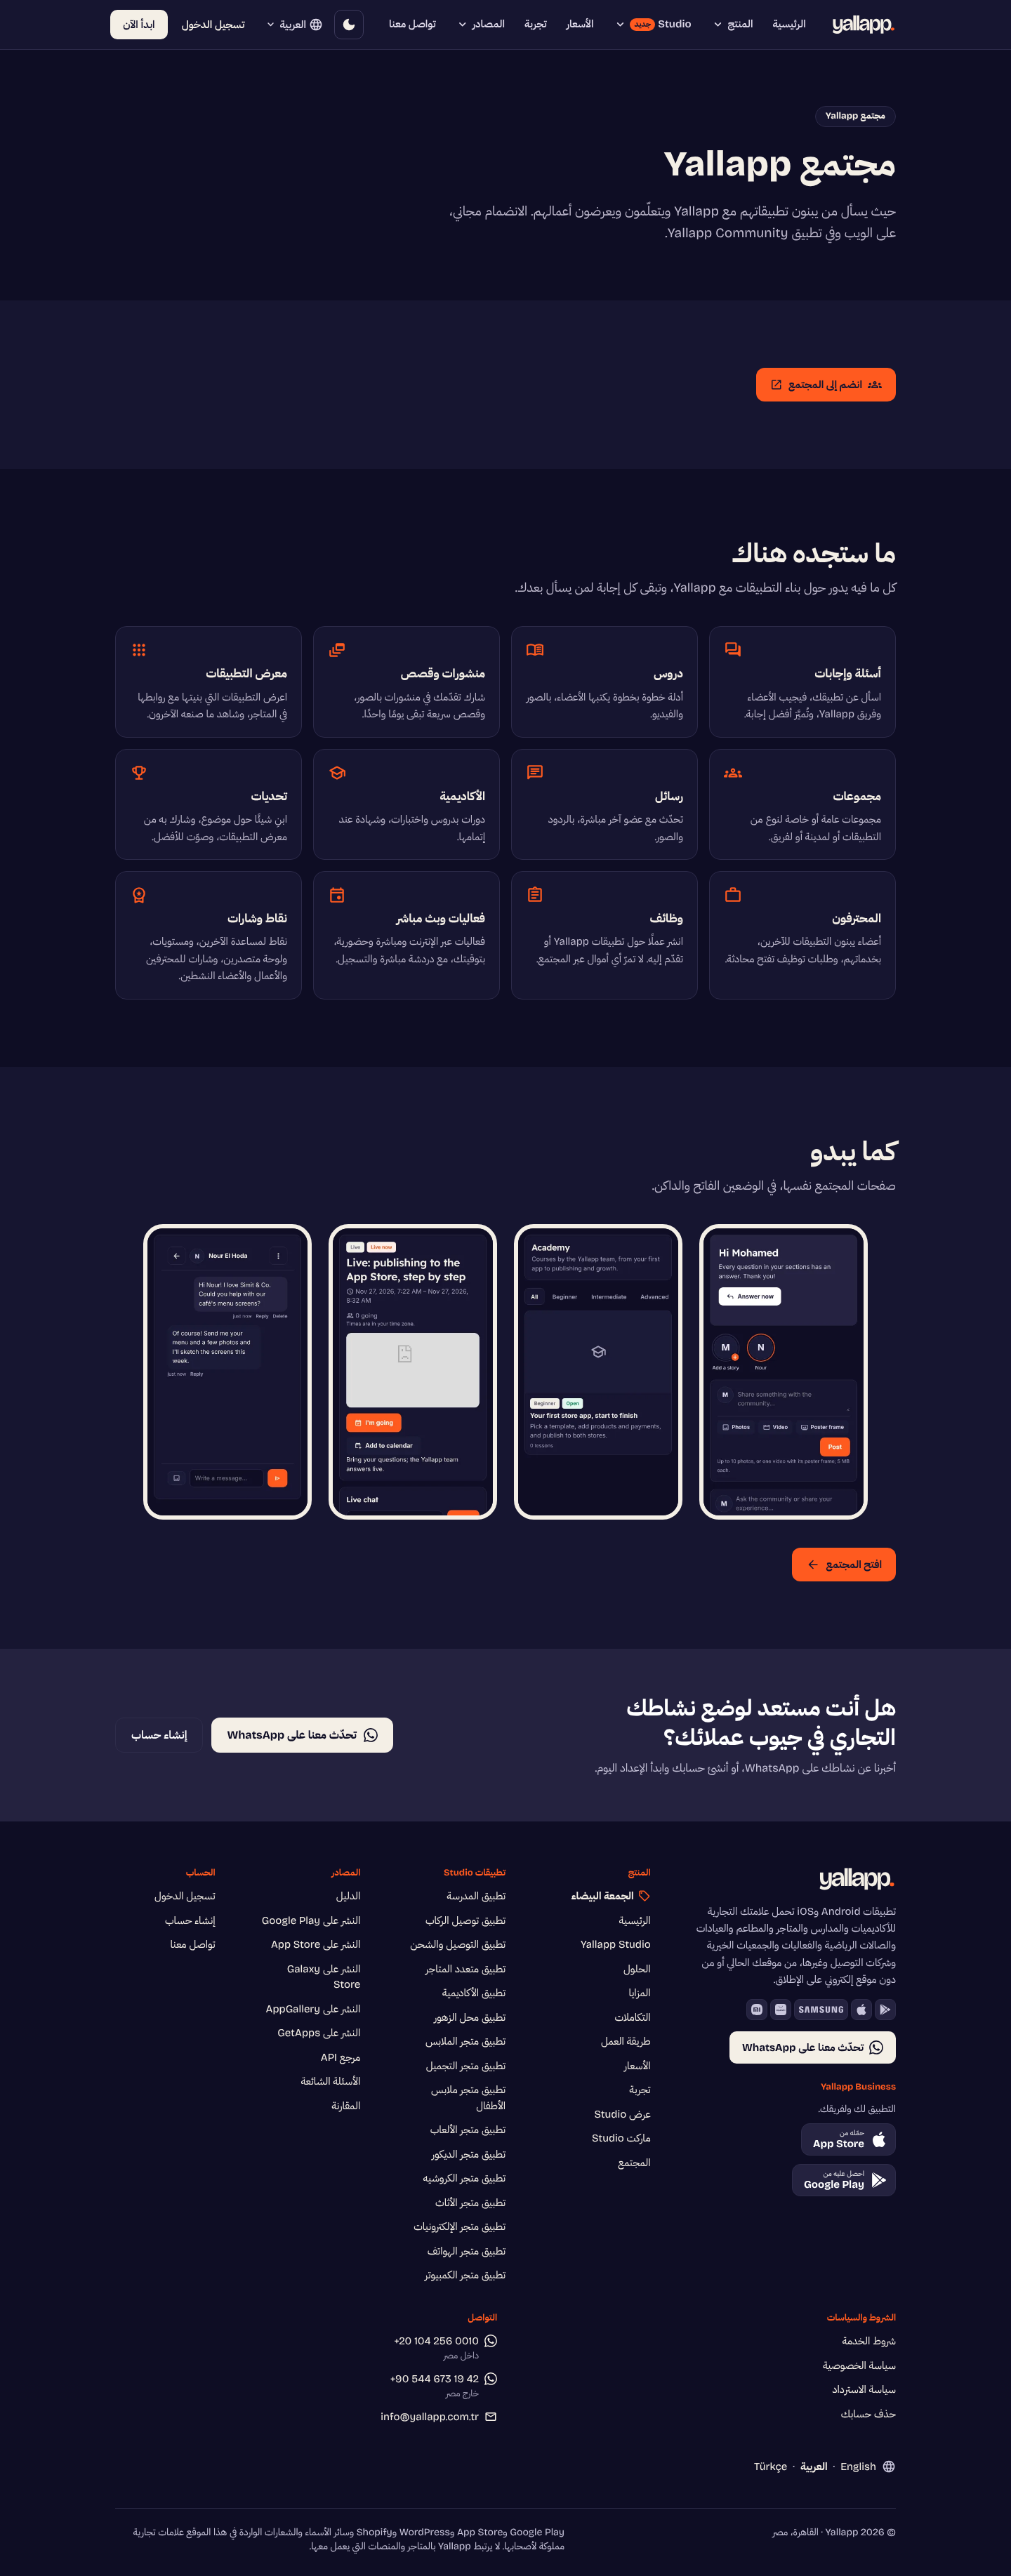 yallapp.
الرئيسية
المنتج
Studio جديد
الأسعار
تجربة
المصادر
تواصل معنا
العربية
تسجيل الدخول
ابدأ الآن
مجتمع Yallapp
مجتمع Yallapp
حيث يسأل من يبنون تطبيقاتهم مع Yallapp ويتعلّمون ويعرضون أعمالهم. الانضمام مجاني،
على الويب وفي تطبيق Yallapp Community.
انضم إلى المجتمع
ما ستجده هناك
كل ما فيه يدور حول بناء التطبيقات مع Yallapp، وتبقى كل إجابة لمن يسأل بعدك.
أسئلة وإجابات
اسأل عن تطبيقك، فيجيب الأعضاء
وفريق Yallapp، وتُميَّز أفضل إجابة.
دروس
أدلة خطوة بخطوة يكتبها الأعضاء، بالصور
والفيديو.
منشورات وقصص
شارك تقدّمك في منشورات بالصور،
وقصص سريعة تبقى يومًا واحدًا.
معرض التطبيقات
اعرض التطبيقات التي بنيتها مع روابطها
في المتاجر، وشاهد ما صنعه الآخرون.
مجموعات
مجموعات عامة أو خاصة لنوع من
التطبيقات أو لمدينة أو لفريق.
رسائل
تحدّث مع عضو آخر مباشرة، بالردود
والصور.
الأكاديمية
دورات بدروس واختبارات، وشهادة عند
إتمامها.
تحديات
ابنِ شيئًا حول موضوع، وشارك به من
معرض التطبيقات، وصوّت للأفضل.
المحترفون
أعضاء يبنون التطبيقات للآخرين،
بخدماتهم، وطلبات توظيف تفتح محادثة.
وظائف
انشر عملًا حول تطبيقات Yallapp أو
تقدّم إليه. لا تمرّ أي أموال عبر المجتمع.
فعاليات وبث مباشر
فعاليات عبر الإنترنت ومباشرة وحضورية،
بتوقيتك، مع دردشة مباشرة والتسجيل.
نقاط وشارات
نقاط لمساعدة الآخرين، ومستويات،
ولوحة متصدرين، وشارات للمحترفين
والأعمال والأعضاء النشطين.
كما يبدو
صفحات المجتمع نفسها، في الوضعين الفاتح والداكن.
Hi Mohamed
Every question in your sections has an
answer. Thank you!
Answer now
M
N
Add a story
Nour
M
Share something with the
community...
Photos
Video
Poster frame
Post
Up to 10 photos, or one video with its poster frame, 5 MB
each.
M
Ask the community or share your
experience...
Academy
Courses by the Yallapp team, from your first
app to publishing and growth.
All
Beginner
Intermediate
Advanced
Beginner
Open
Your first store app, start to finish
Pick a template, add products and payments,
and publish to both stores.
0 lessons
Live
Live now
Live: publishing to the
App Store, step by step
Nov 27, 2026, 7:22 AM – Nov 27, 2026,
8:32 AM
0 going
Times are in your time zone.
I'm going
Add to calendar
Bring your questions; the Yallapp team
answers live.
Live chat
N
Nour El Hoda
Hi Nour! I love Simit & Co.
Could you help with our
café's menu screens?
just now Reply Delete
Of course! Send me your
menu and a few photos and
I'll sketch the screens this
week.
just now Reply
Write a message...
افتح المجتمع
هل أنت مستعد لوضع نشاطك
التجاري في جيوب عملائك؟
أخبرنا عن نشاطك على WhatsApp، أو أنشئ حسابك وابدأ الإعداد اليوم.
تحدّث معنا على WhatsApp
إنشاء حساب
yallapp.
تطبيقات Android وiOS تحمل علامتك التجارية
للأكاديميات والمدارس والمتاجر والمطاعم والعيادات
والصالات الرياضية والفعاليات والجمعيات الخيرية
وشركات التوصيل وغيرها، من موقعك الحالي أو من
دون موقع إلكتروني على الإطلاق.
SAMSUNG
تحدّث معنا على WhatsApp
Yallapp Business
التطبيق لك ولفريقك.
حمّله من
App Store
احصل عليه من
Google Play
المنتج
الجمعة البيضاء
الرئيسية
Yallapp Studio
الحلول
المزايا
التكاملات
طريقة العمل
الأسعار
تجربة
عرض Studio
ماركت Studio
المجتمع
تطبيقات Studio
تطبيق المدرسة
تطبيق توصيل الركاب
تطبيق التوصيل والشحن
تطبيق متعدد المتاجر
تطبيق الأكاديمية
تطبيق محل الزهور
تطبيق متجر الملابس
تطبيق متجر التجميل
تطبيق متجر ملابس
الأطفال
تطبيق متجر الألعاب
تطبيق متجر الديكور
تطبيق متجر الكروشيه
تطبيق متجر الأثاث
تطبيق متجر الإلكترونيات
تطبيق متجر الهواتف
تطبيق متجر الكمبيوتر
المصادر
الدليل
النشر على Google Play
النشر على App Store
النشر على Galaxy
Store
النشر على AppGallery
النشر على GetApps
مرجع API
الأسئلة الشائعة
المقارنة
الحساب
تسجيل الدخول
إنشاء حساب
تواصل معنا
الشروط والسياسات
شروط الخدمة
سياسة الخصوصية
سياسة الاسترداد
حذف حسابك
التواصل
+20 104 256 0010
داخل مصر
+90 544 673 19 42
خارج مصر
info@yallapp.com.tr
English · العربية · Türkçe
© 2026 Yallapp · القاهرة، مصر
Google Play وApp Store وWordPress وShopify وسائر الأسماء والشعارات الواردة في هذا الموقع علامات تجارية
مملوكة لأصحابها. لا يرتبط Yallapp بالمتاجر والمنصات التي يعمل معها.